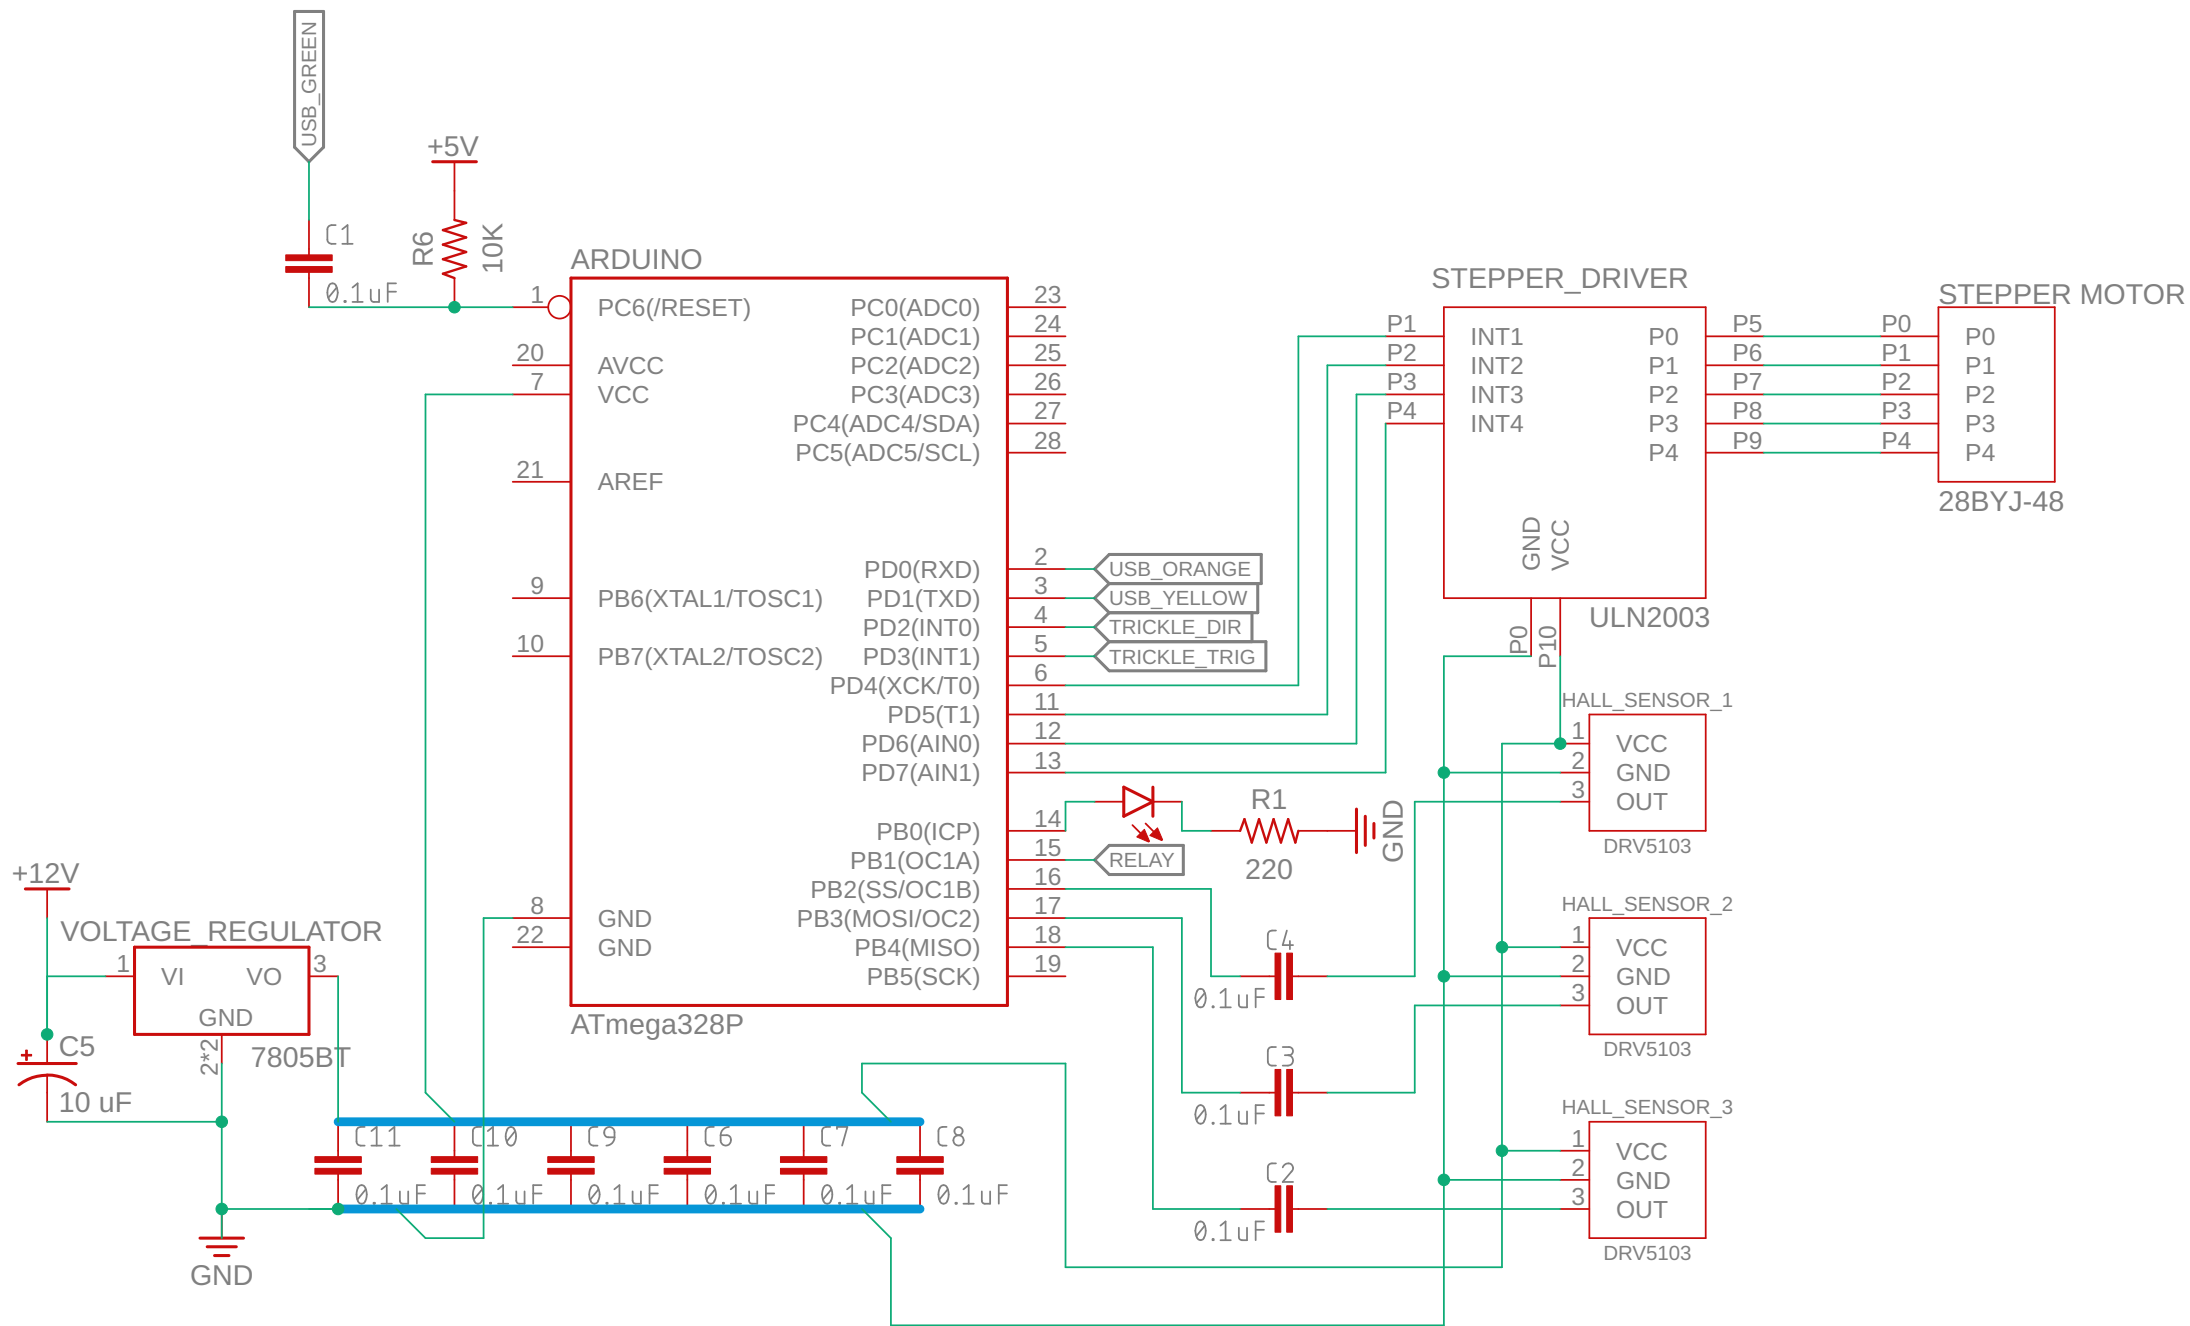 USB_GREEN
+5V
C1
0.1uF
R6
10K
ARDUINO
1
PC6(/RESET)
20
AVCC
7
VCC
21
AREF
9
PB6(XTAL1/TOSC1)
10
PB7(XTAL2/TOSC2)
8
GND
22
GND
PC0(ADC0)
23
PC1(ADC1)
24
PC2(ADC2)
25
PC3(ADC3)
26
PC4(ADC4/SDA)
27
PC5(ADC5/SCL)
28
PD0(RXD)
2
USB_ORANGE
PD1(TXD)
3
USB_YELLOW
PD2(INT0)
4
TRICKLE_DIR
PD3(INT1)
5
TRICKLE_TRIG
PD4(XCK/T0)
6
PD5(T1)
11
PD6(AIN0)
12
PD7(AIN1)
13
PB0(ICP)
14
PB1(OC1A)
15
RELAY
PB2(SS/OC1B)
16
PB3(MOSI/OC2)
17
PB4(MISO)
18
PB5(SCK)
19
ATmega328P
R1
220
GND
STEPPER_DRIVER
P1
INT1
P2
INT2
P3
INT3
P4
INT4
P0
P5
P1
P6
P2
P7
P3
P8
P4
P9
GND
VCC
P0
P10
ULN2003
STEPPER MOTOR
P0
P0
P1
P1
P2
P2
P3
P3
P4
P4
28BYJ-48
HALL_SENSOR_1
1
VCC
2
GND
3
OUT
DRV5103
HALL_SENSOR_2
1
VCC
2
GND
3
OUT
DRV5103
HALL_SENSOR_3
1
VCC
2
GND
3
OUT
DRV5103
C4
0.1uF
C3
0.1uF
C2
0.1uF
+12V
VOLTAGE_REGULATOR
1
VI
VO
3
GND
2*2
7805BT
C5
10 uF
GND
C11
0.1uF
C10
0.1uF
C9
0.1uF
C6
0.1uF
C7
0.1uF
C8
0.1uF